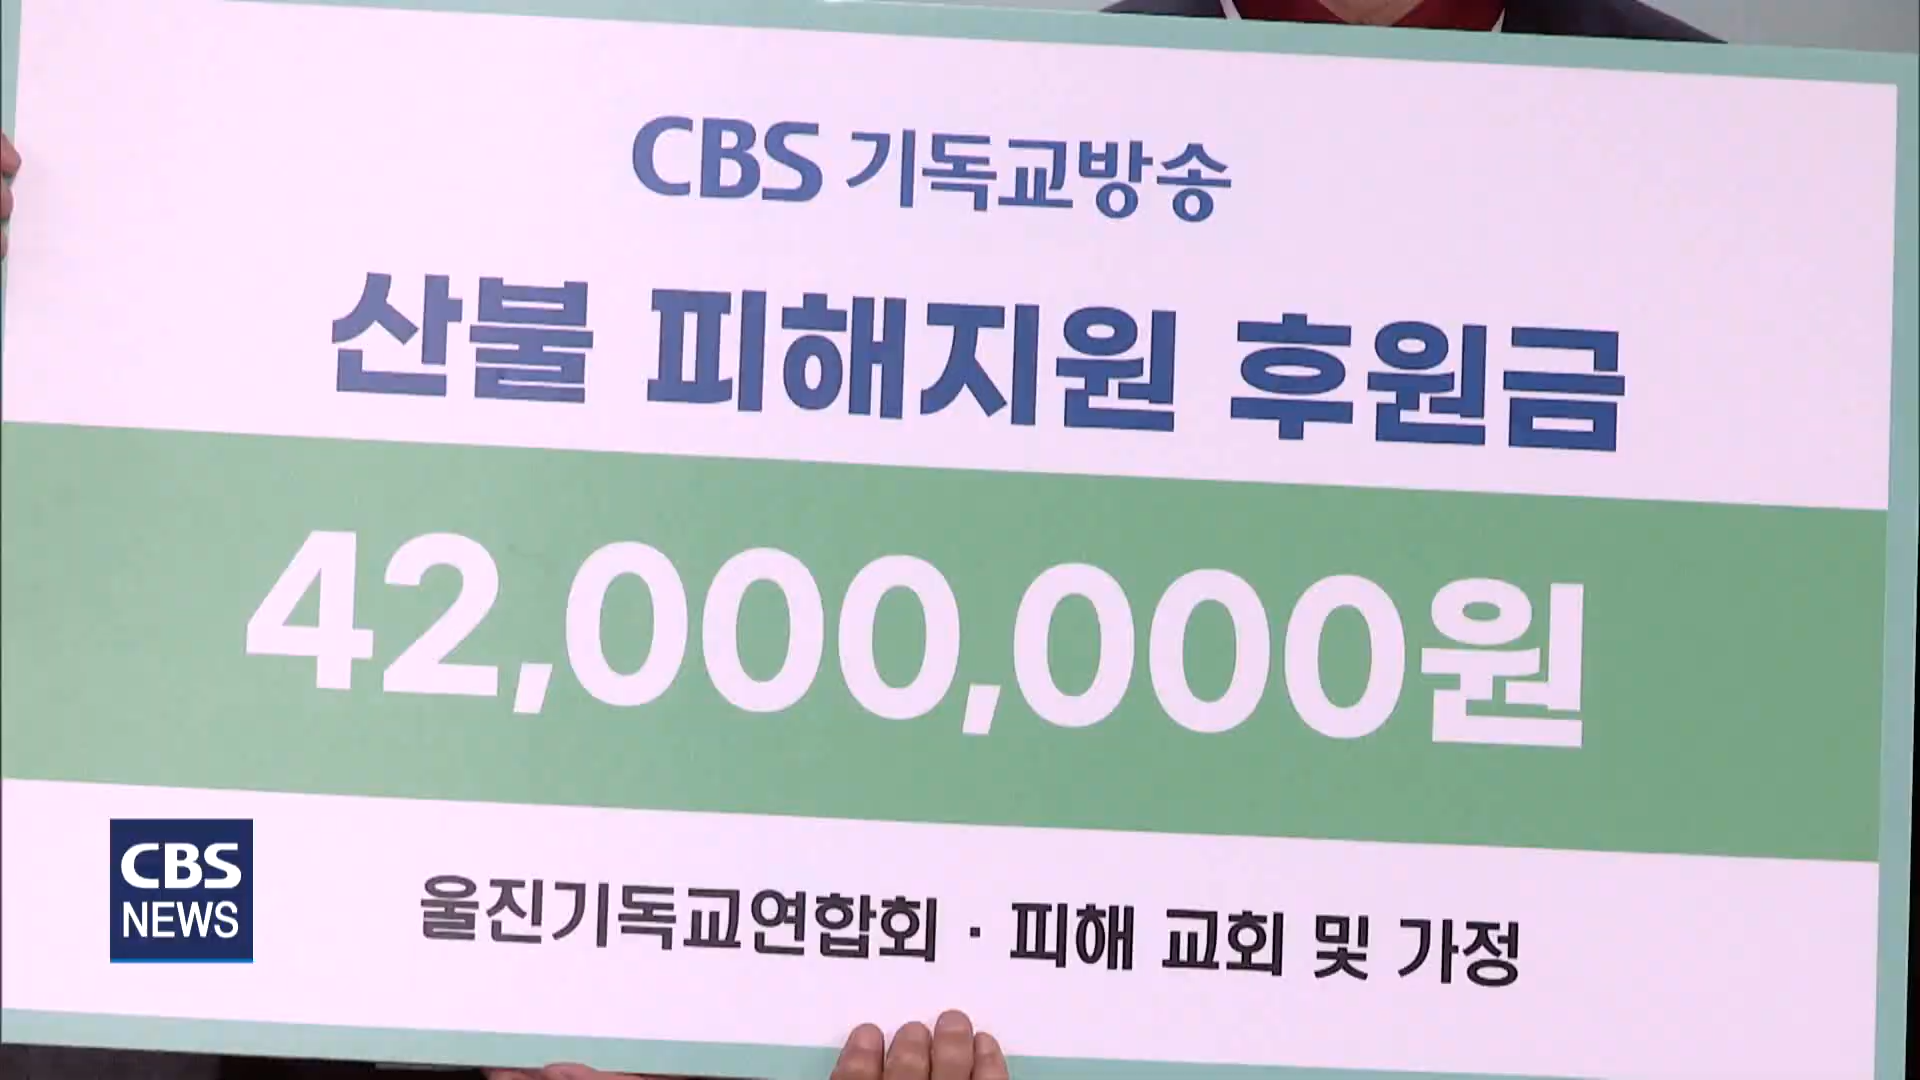 CBS 기독교방송
산불 피해지원 후원금
42,000,000원
울진기독교연합회 · 피해 교회 및 가정
CBS
NEWS